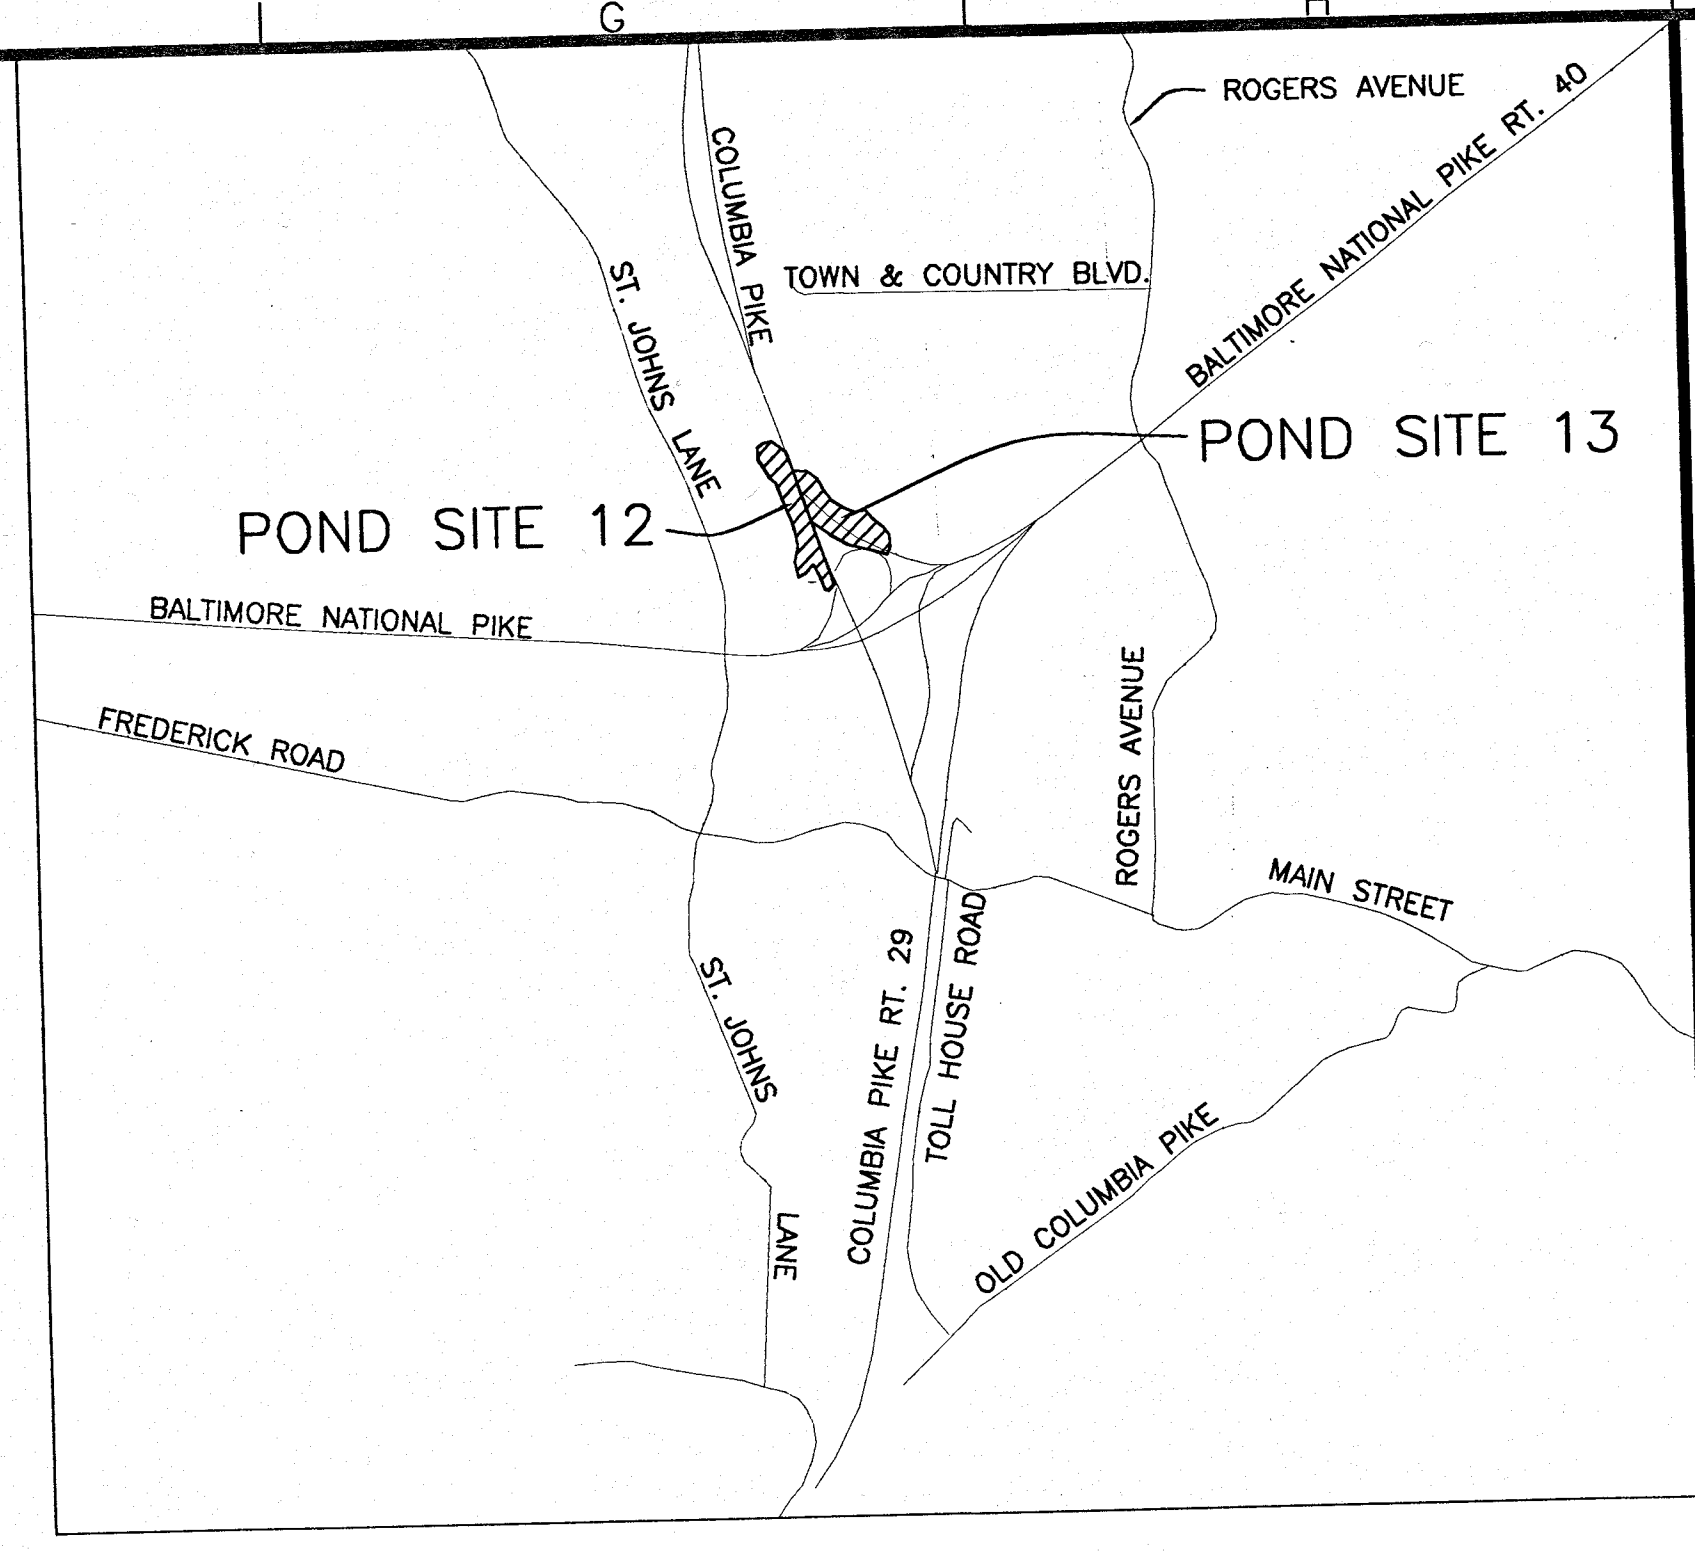 G
H
ROGERS AVENUE
BALTIMORE NATIONAL PIKE RT. 40
COLUMBIA PIKE
TOWN & COUNTRY BLVD.
ST. JOHNS LANE
POND SITE 13
POND SITE 12
BALTIMORE NATIONAL PIKE
FREDERICK ROAD
ROGERS AVENUE
MAIN STREET
ST. JOHNS LANE
COLUMBIA PIKE RT. 29
TOLL HOUSE ROAD
OLD COLUMBIA PIKE